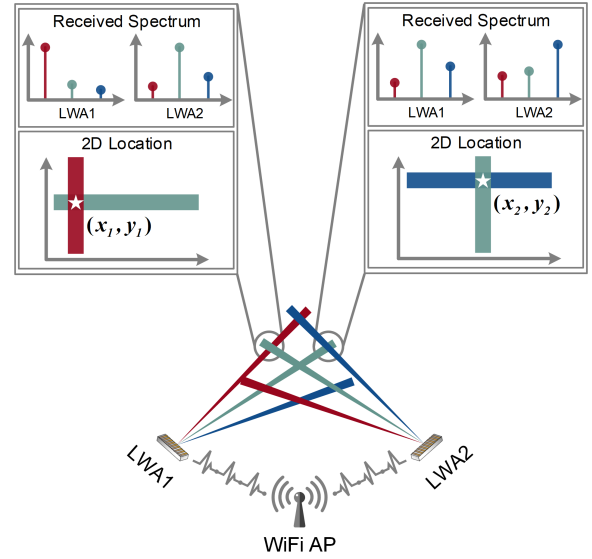 Received Spectrum
LWA1
LWA2
2D Location
(x1, y1)
Received Spectrum
LWA1
LWA2
2D Location
(x2, y2)
LWA1
LWA2
WiFi AP